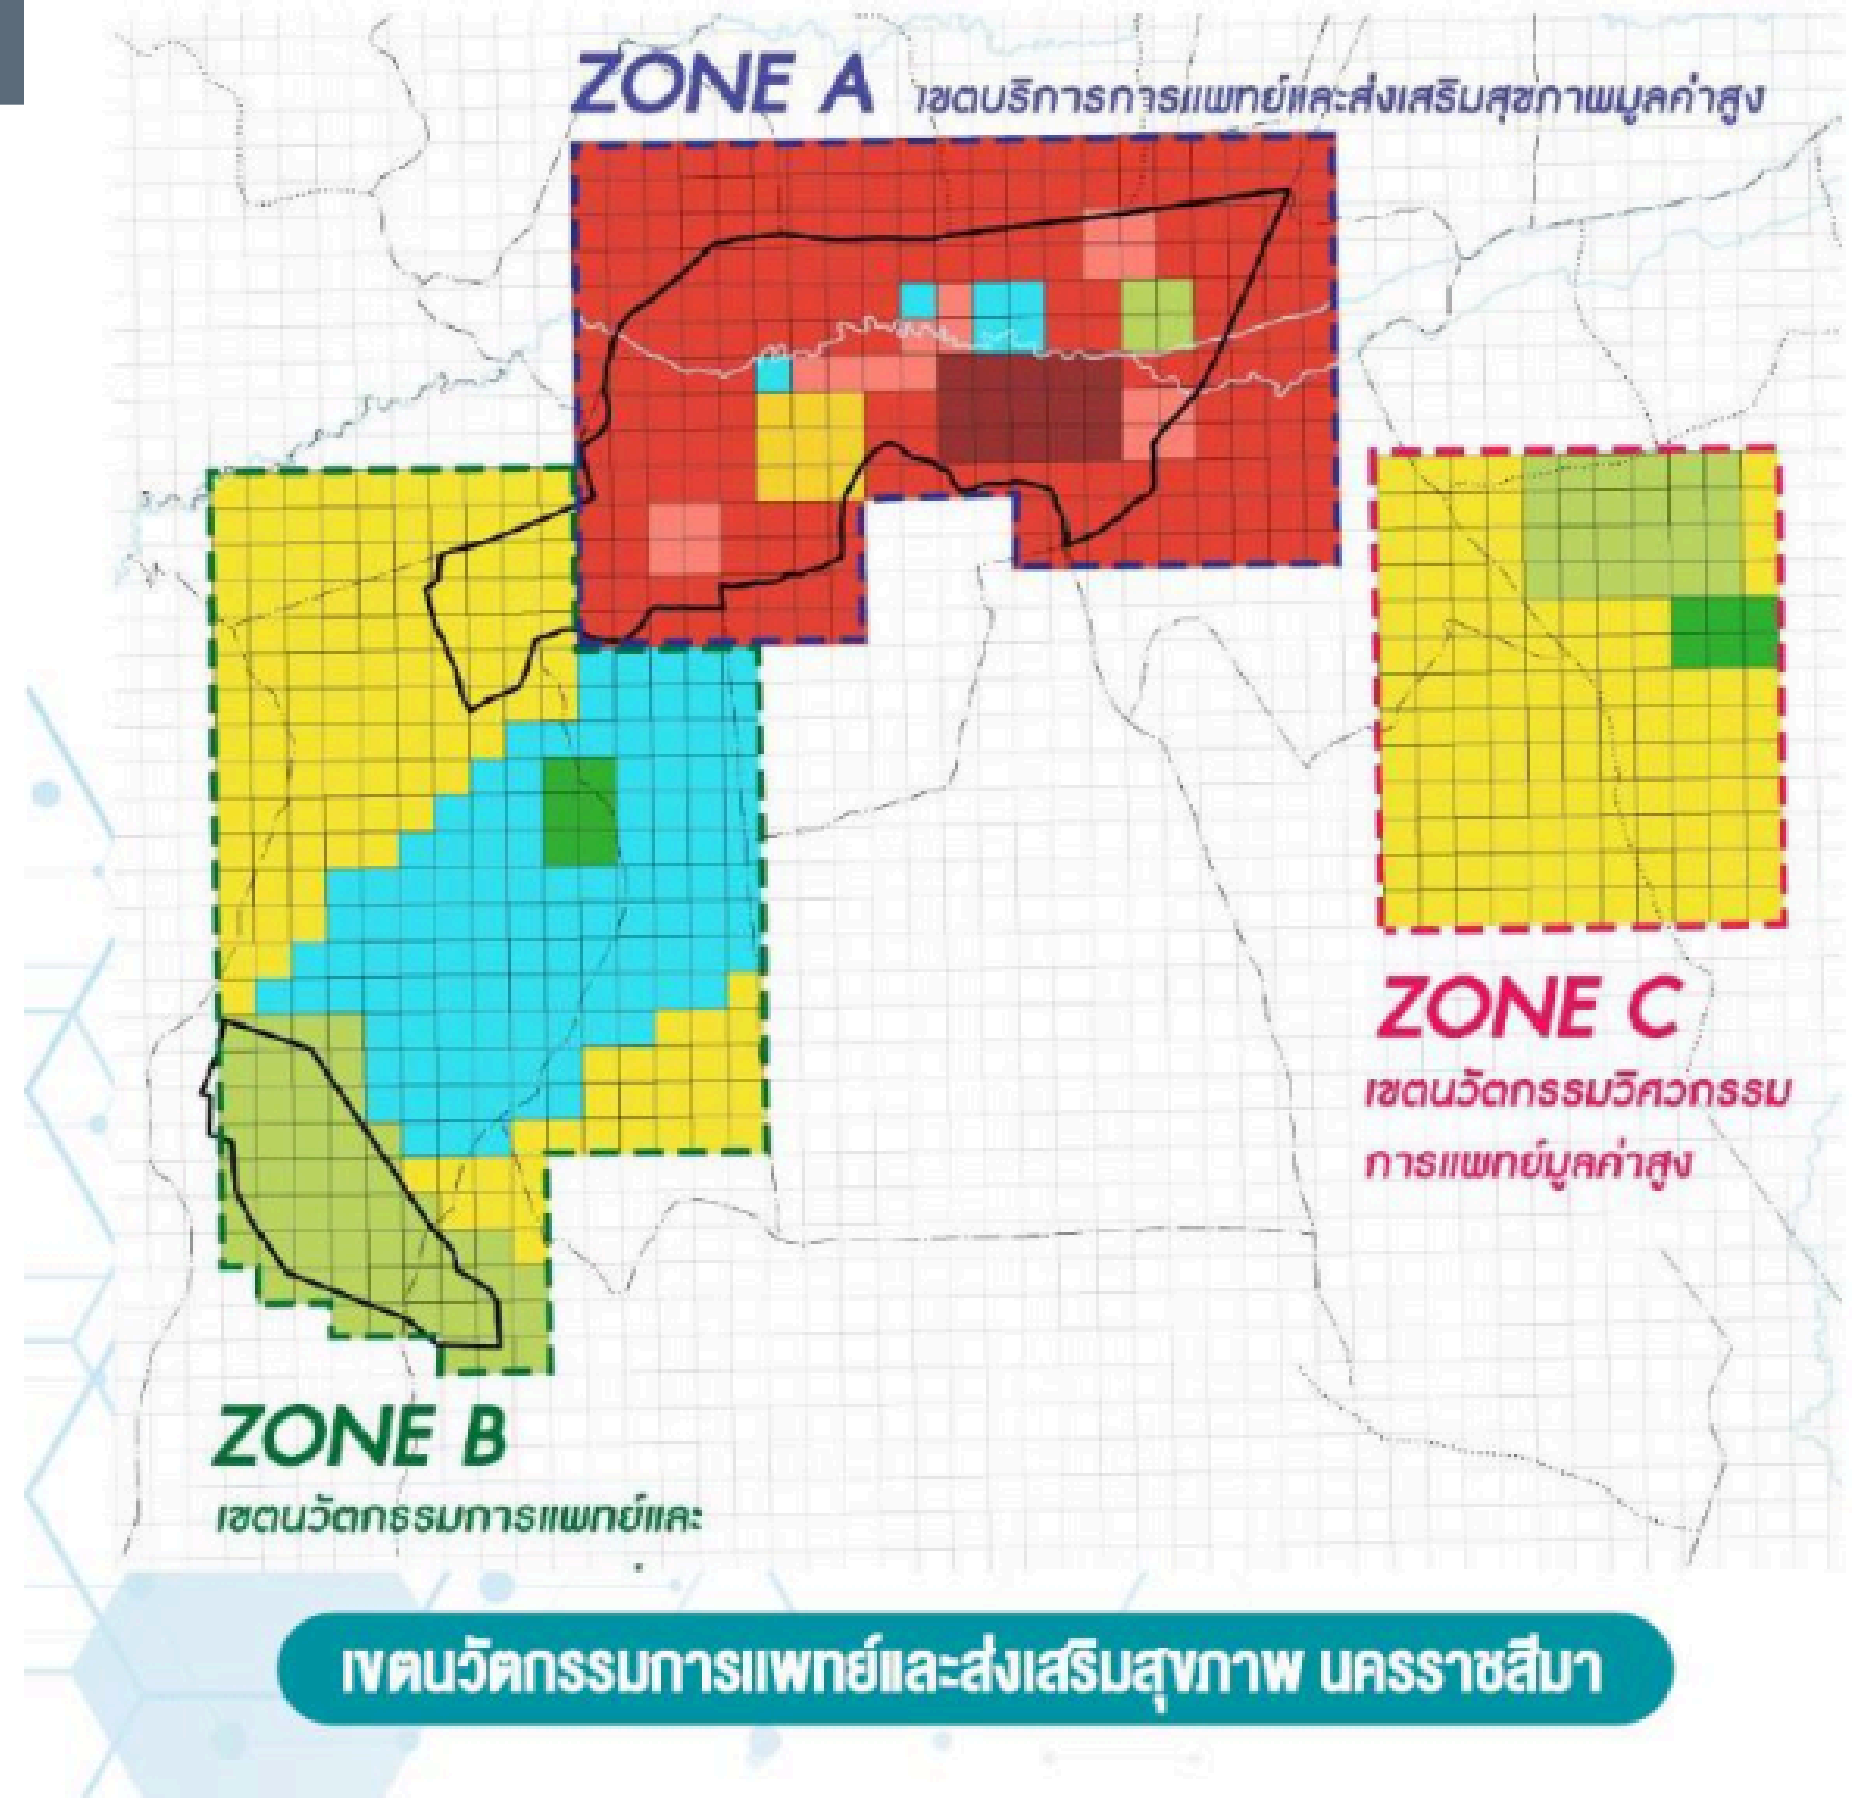 ZONE A เขตบริการการแพทย์และส่งเสริมสุขภาพมูลค่าสูง
ZONE C
เขตนวัตกรรมวิศวกรรม
การแพทย์มูลค่าสูง
ZONE B
เขตนวัตกรรมการแพทย์และ
เขตนวัตกรรมการแพทย์และส่งเสริมสุขภาพ นครราชสีมา